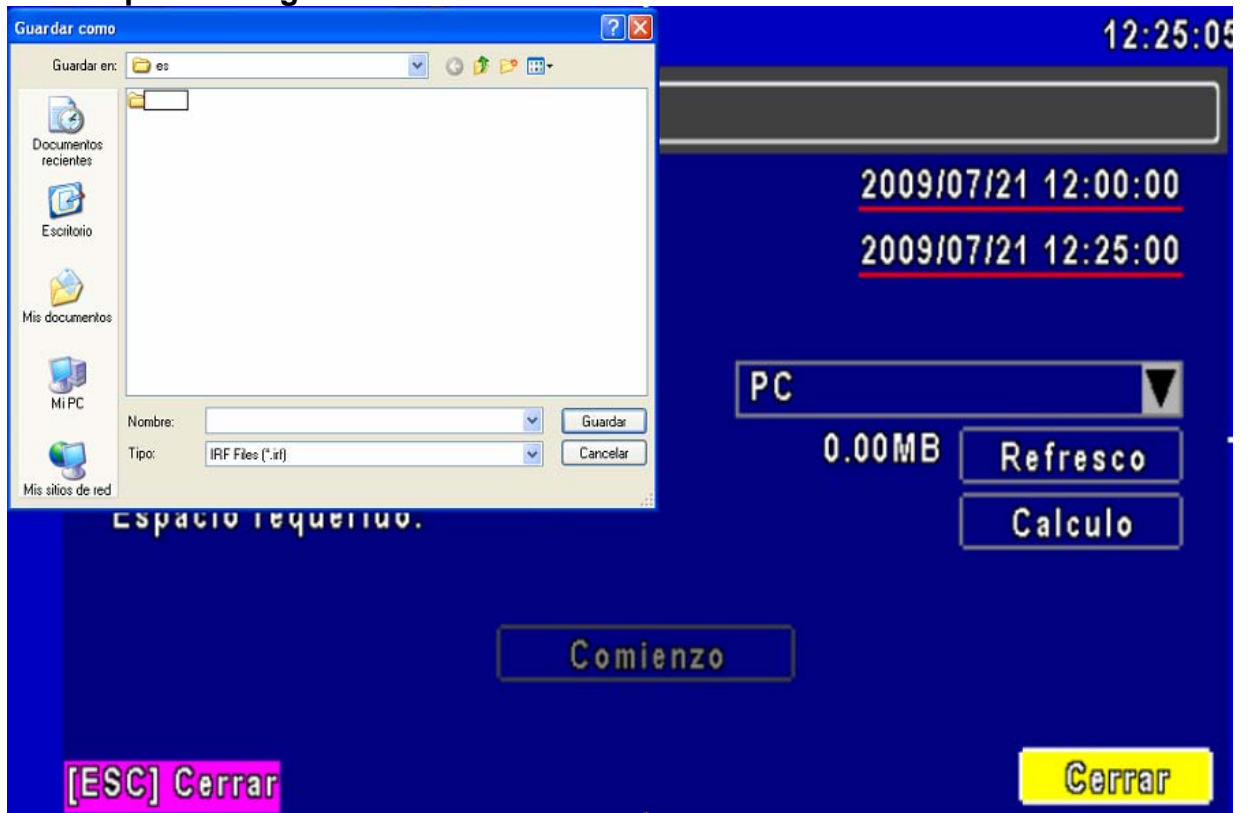 Guardar como
12:25:05
Guardar en:
es
Documentos
recientes
2009/07/21 12:00:00
Escritorio
2009/07/21 12:25:00
Mis documentos
Mi PC
PC
Nombre:
Guardar
Tipo:
IRF Files (*.irf)
Cancelar
0.00MB
Refresco
Mis sitios de red
Espacio requerido:
Calculo
Comienzo
[ESC] Cerrar
Cerrar